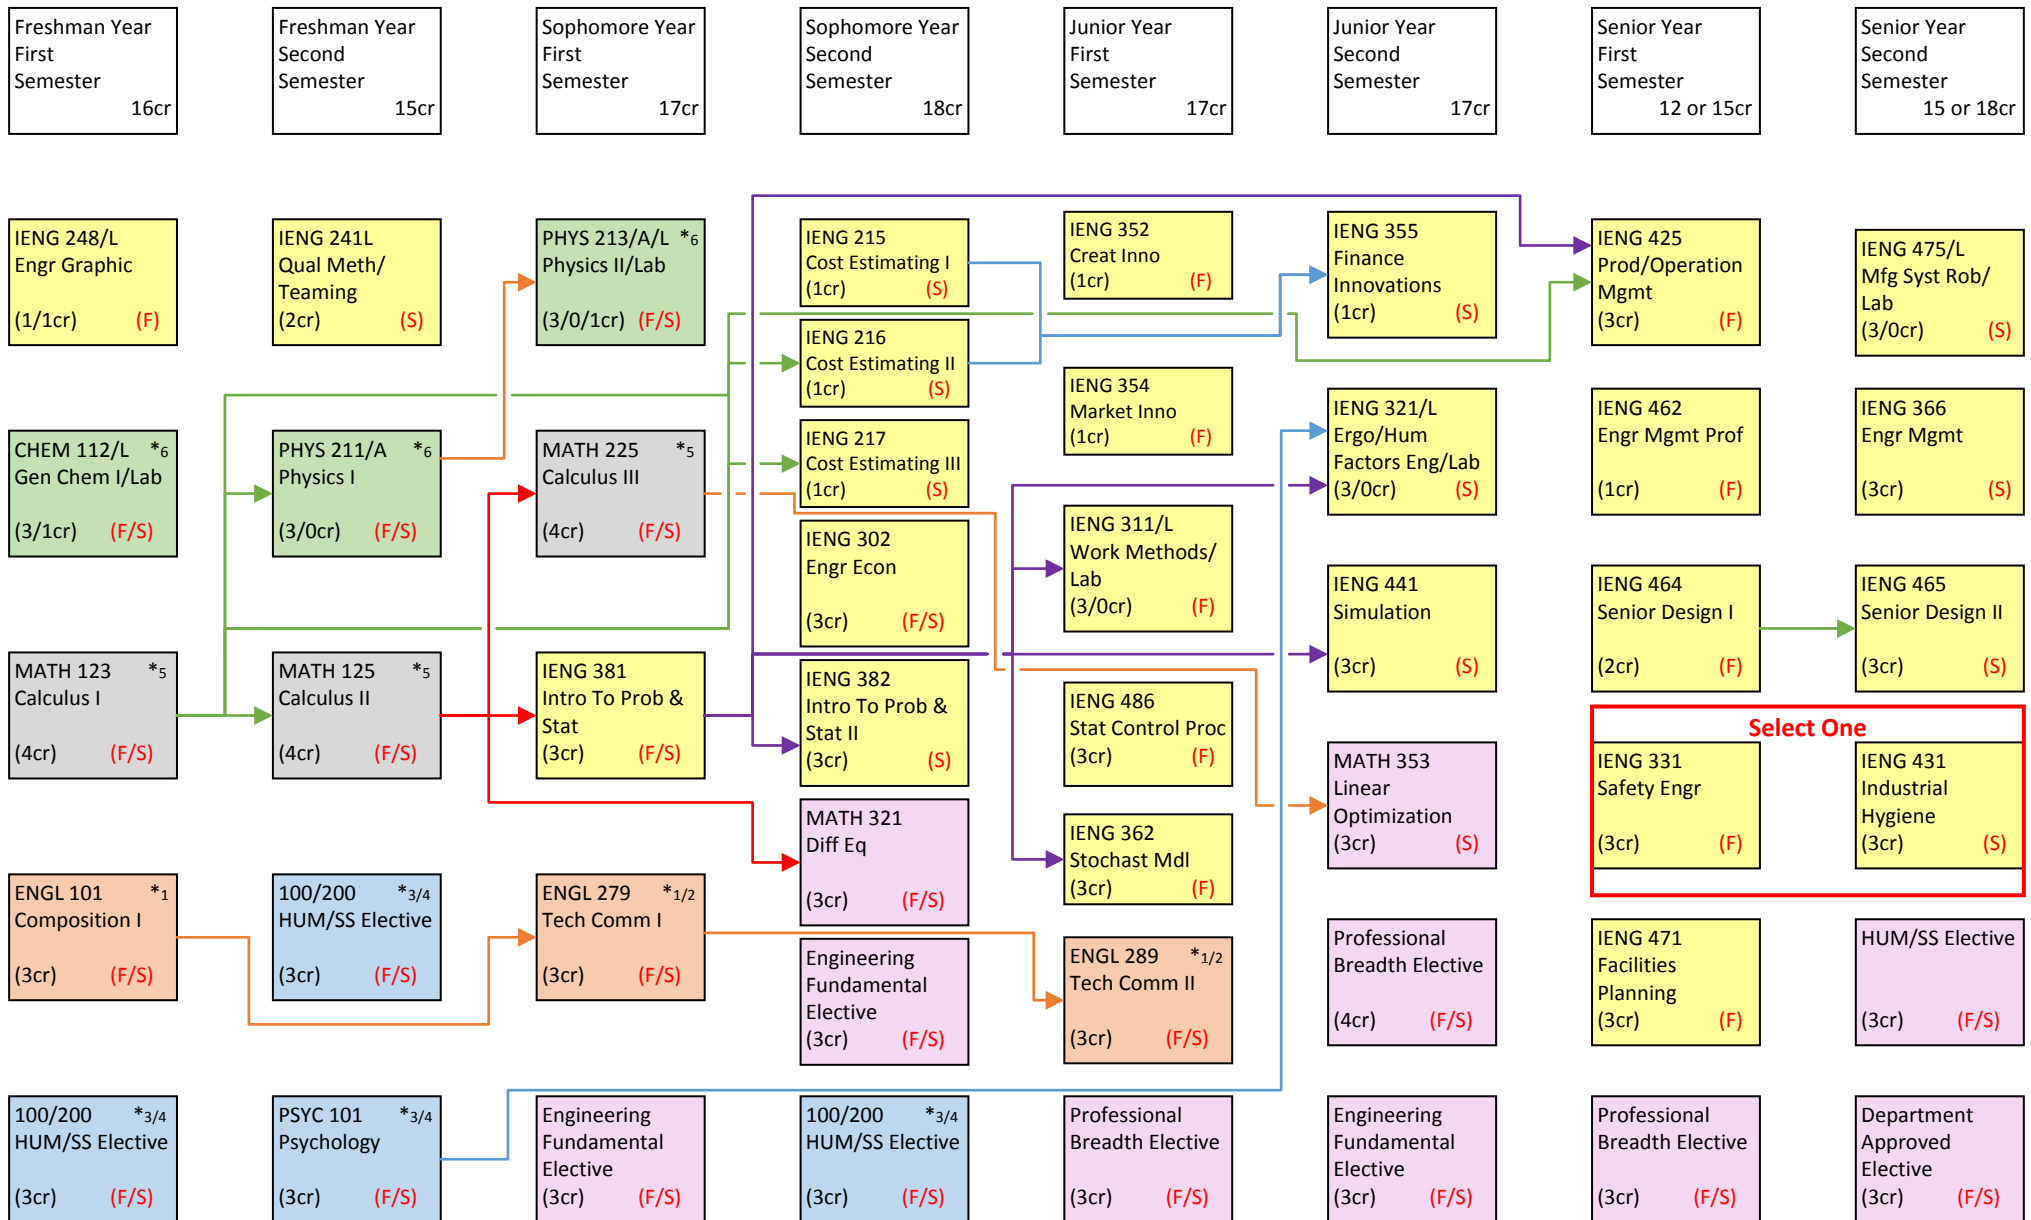 Freshman Year
First
Semester
16cr
Freshman Year
Second
Semester
15cr
Sophomore Year
First
Semester
17cr
Sophomore Year
Second
Semester
18cr
Junior Year
First
Semester
17cr
Junior Year
Second
Semester
17cr
Senior Year
First
Semester
12 or 15cr
Senior Year
Second
Semester
15 or 18cr
IENG 248/L
Engr Graphic
(1/1cr) (F)
CHEM 112/L *6
Gen Chem I/Lab
(3/1cr) (F/S)
MATH 123 *5
Calculus I
(4cr) (F/S)
ENGL 101 *1
Composition I
(3cr) (F/S)
100/200 *3/4
HUM/SS Elective
(3cr) (F/S)
IENG 241L
Qual Meth/
Teaming
(2cr) (S)
PHYS 211/A *6
Physics I
(3/0cr) (F/S)
MATH 125 *5
Calculus II
(4cr) (F/S)
100/200 *3/4
HUM/SS Elective
(3cr) (F/S)
PSYC 101 *3/4
Psychology
(3cr) (F/S)
PHYS 213/A/L *6
Physics II/Lab
(3/0/1cr) (F/S)
MATH 225 *5
Calculus III
(4cr) (F/S)
IENG 381
Intro To Prob &
Stat
(3cr) (F/S)
ENGL 279 *1/2
Tech Comm I
(3cr) (F/S)
Engineering
Fundamental
Elective
(3cr) (F/S)
IENG 215
Cost Estimating I
(1cr) (S)
IENG 216
Cost Estimating II
(1cr) (S)
IENG 217
Cost Estimating III
(1cr) (S)
IENG 302
Engr Econ
(3cr) (F/S)
IENG 382
Intro To Prob &
Stat II
(3cr) (S)
MATH 321
Diff Eq
(3cr) (F/S)
Engineering
Fundamental
Elective
(3cr) (F/S)
100/200 *3/4
HUM/SS Elective
(3cr) (F/S)
IENG 352
Creat Inno
(1cr) (F)
IENG 354
Market Inno
(1cr) (F)
IENG 311/L
Work Methods/
Lab
(3/0cr) (F)
IENG 486
Stat Control Proc
(3cr) (F)
IENG 362
Stochast Mdl
(3cr) (F)
ENGL 289 *1/2
Tech Comm II
(3cr) (F/S)
Professional
Breadth Elective
(3cr) (F/S)
IENG 355
Finance
Innovations
(1cr) (S)
IENG 321/L
Ergo/Hum
Factors Eng/Lab
(3/0cr) (S)
IENG 441
Simulation
(3cr) (S)
MATH 353
Linear
Optimization
(3cr) (S)
Professional
Breadth Elective
(4cr) (F/S)
Engineering
Fundamental
Elective
(3cr) (F/S)
IENG 425
Prod/Operation
Mgmt
(3cr) (F)
IENG 462
Engr Mgmt Prof
(1cr) (F)
IENG 464
Senior Design I
(2cr) (F)
Select One
IENG 331
Safety Engr
(3cr) (F)
IENG 471
Facilities
Planning
(3cr) (F)
Professional
Breadth Elective
(3cr) (F/S)
IENG 475/L
Mfg Syst Rob/
Lab
(3/0cr) (S)
IENG 366
Engr Mgmt
(3cr) (S)
IENG 465
Senior Design II
(3cr) (S)
IENG 431
Industrial
Hygiene
(3cr) (S)
HUM/SS Elective
(3cr) (F/S)
Department
Approved
Elective
(3cr) (F/S)